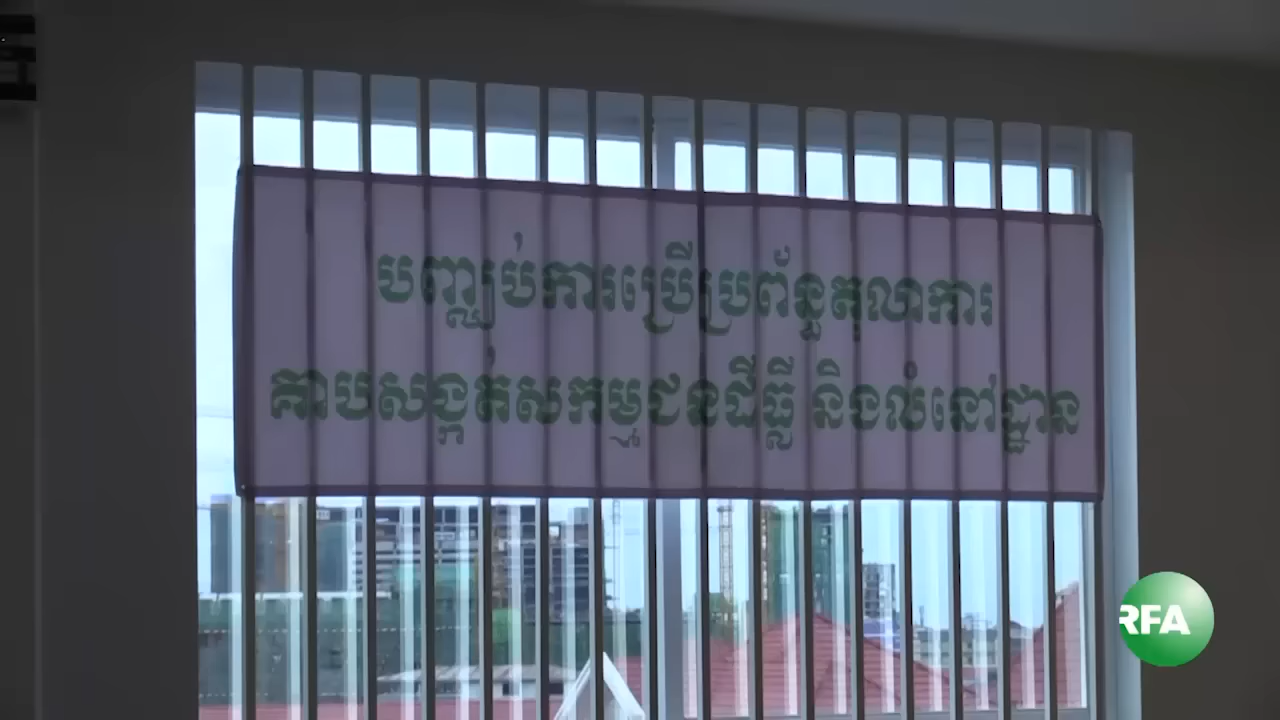 បញ្ឈប់ការប្រើប្រព័ន្ធតុលាការ
គាបសង្កត់សកម្មជនដីធ្លី និងលំនៅដ្ឋាន
RFA